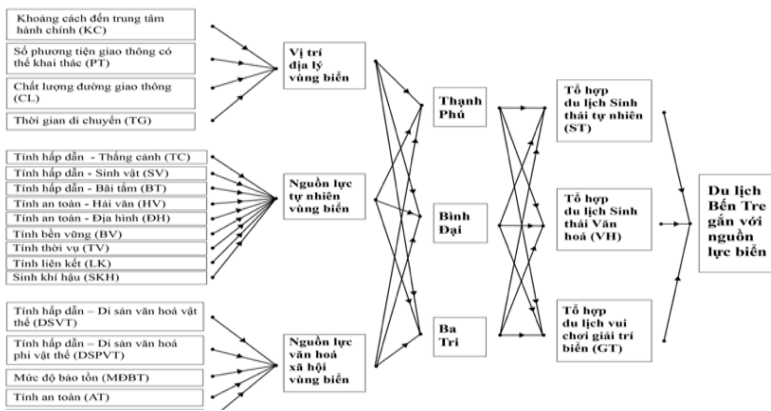 Khoảng cách đến trung tâm
hành chính (KC)
Số phương tiện giao thông có
thể khai thác (PT)
Chất lượng đường giao thông
(CL)
Thời gian di chuyển (TG)
Tính hấp dẫn - Thắng cảnh (TC)
Tính hấp dẫn - Sinh vật (SV)
Tính hấp dẫn - Bãi tắm (BT)
Tính an toàn - Hải văn (HV)
Tính an toàn - Địa hình (ĐH)
Tính bền vững (BV)
Tính thời vụ (TV)
Tính liên kết (LK)
Sinh khí hậu (SKH)
Tính hấp dẫn – Di sản văn hoá vật
thể (DSVT)
Tính hấp dẫn – Di sản văn hoá
phi vật thể (DSPVT)
Mức độ bảo tồn (MĐBT)
Tính an toàn (AT)
Vị trí
địa lý
vùng biển
Nguồn lực
tự nhiên
vùng biển
Nguồn lực
văn hoá
xã hội
vùng biển
Thạnh
Phú
Bình
Đại
Ba
Tri
Tổ hợp
du lịch Sinh
thái tự nhiên
(ST)
Tổ hợp
du lịch Sinh
thái Văn
hoá (VH)
Tổ hợp
du lịch vui
chơi giải trí
biển (GT)
Du lịch
Bến Tre
gắn với
nguồn
lực biển